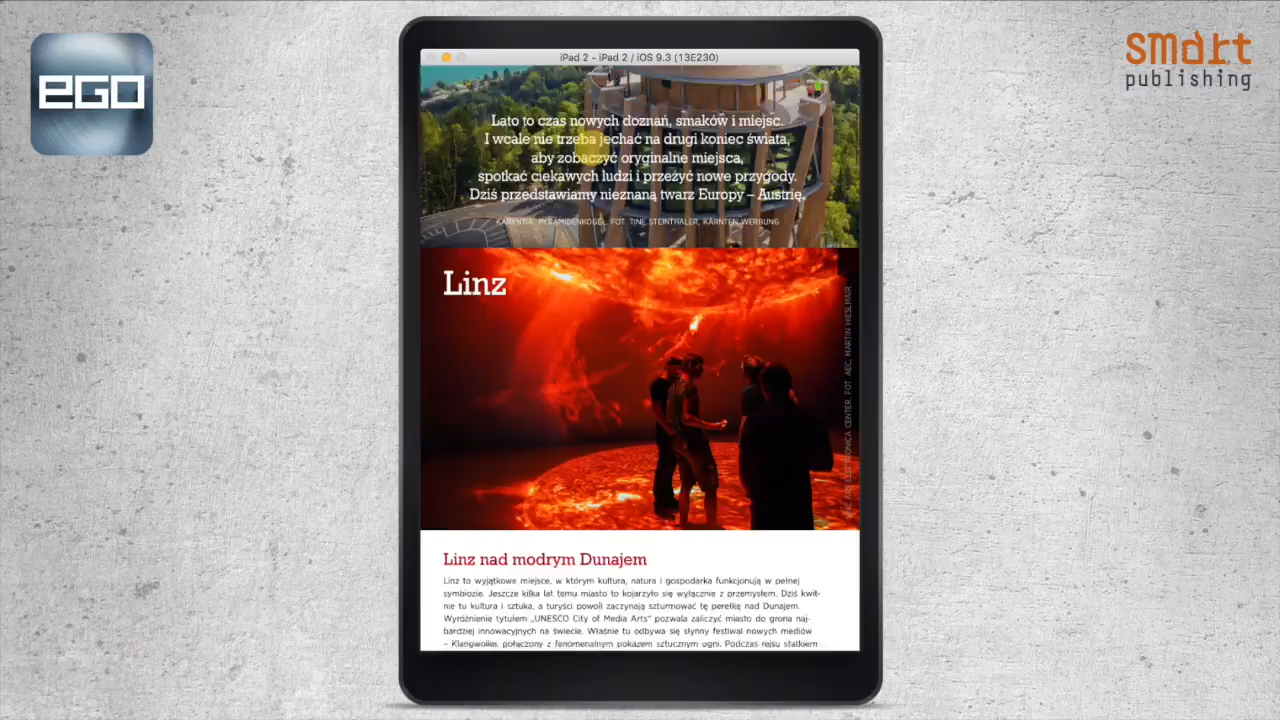 eGO
smart
publishing
iPad 2 - iPad 2 / iOS 9.3 (13E230)
Lato to czas nowych doznań, smaków i miejsc.
I wcale nie trzeba jechać na drugi koniec świata,
aby zobaczyć oryginalne miejsca,
spotkać ciekawych ludzi i przeżyć nowe przygody.
Dziś przedstawiamy nieznaną twarz Europy – Austrię.
KARYNTIA, PYRAMIDENKOGEL, FOT. TINE STEINTHALER, KÄRNTEN WERBUNG
Linz
ARS ELECTRONICA CENTER, FOT. AEC, MARTIN HIESLMAIR
Linz nad modrym Dunajem
Linz to wyjątkowe miejsce, w którym kultura, natura i gospodarka funkcjonują w pełnej
symbiozie. Jeszcze kilka lat temu miasto to kojarzyło się wyłącznie z przemysłem. Dziś kwit-
nie tu kultura i sztuka, a turyści powoli zaczynają szturmować tę perełkę nad Dunajem.
Wyróżnienie tytułem „UNESCO City of Media Arts” pozwala zaliczyć miasto do grona naj-
bardziej innowacyjnych na świecie. Właśnie tu odbywa się słynny festiwal nowych mediów
– Klangwolke, połączony z fenomenalnym pokazem sztucznym ogni. Podczas rejsu statkiem